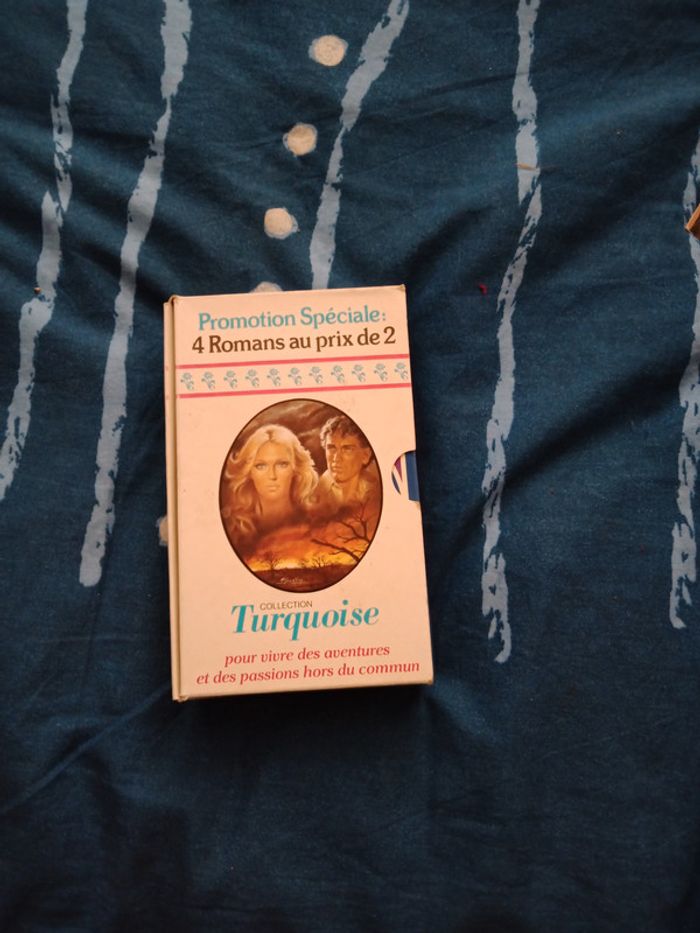 Promotion Spéciale:
4 Romans au prix de 2
COLLECTION
Turquoise
pour vivre des aventures
et des passions hors du commun